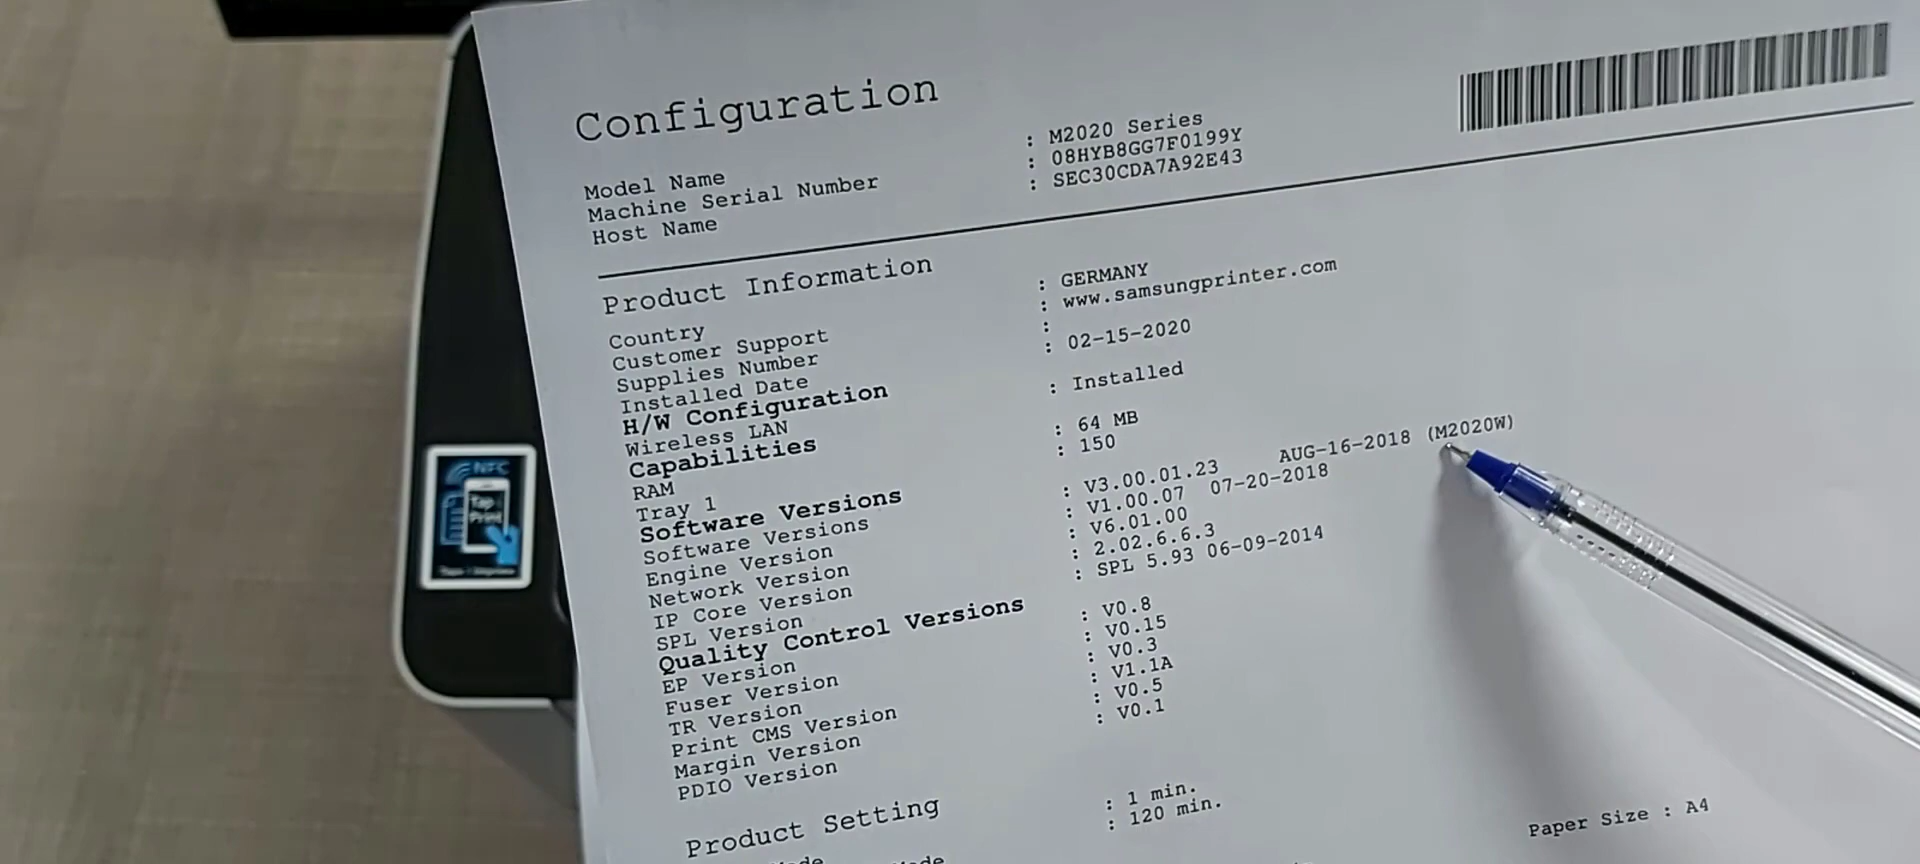 Configuration
Model Name : M2020 Series
Machine Serial Number : 08HYB8GG7F0199Y
Host Name : SEC30CDA7A92E43
Product Information
Country : GERMANY
Customer Support : www.samsungprinter.com
Supplies Number :
Installed Date : 02-15-2020
H/W Configuration
Wireless LAN : Installed
Capabilities
RAM : 64 MB
Tray 1 : 150
Software Versions
Software Versions : V3.00.01.23 AUG-16-2018 (M2020W)
Engine Version : V1.00.07 07-20-2018
Network Version : V6.01.00
IP Core Version : 2.02.6.6.3
SPL Version : SPL 5.93 06-09-2014
Quality Control Versions
EP Version : V0.8
Fuser Version : V0.15
TR Version : V0.3
Print CMS Version : V1.1A
Margin Version : V0.5
PDIO Version : V0.1
Product Setting
: 1 min.
: 120 min.
Paper Size : A4
NFC
Tap
Print